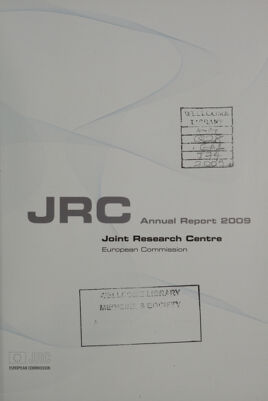 WELLCOME
LIBRARY
JRC Annual Report 2009
Joint Research Centre
European Commission
WELLCOME LIBRARY
MEDICINE & SOCIETY
JRC
EUROPEAN COMMISSION